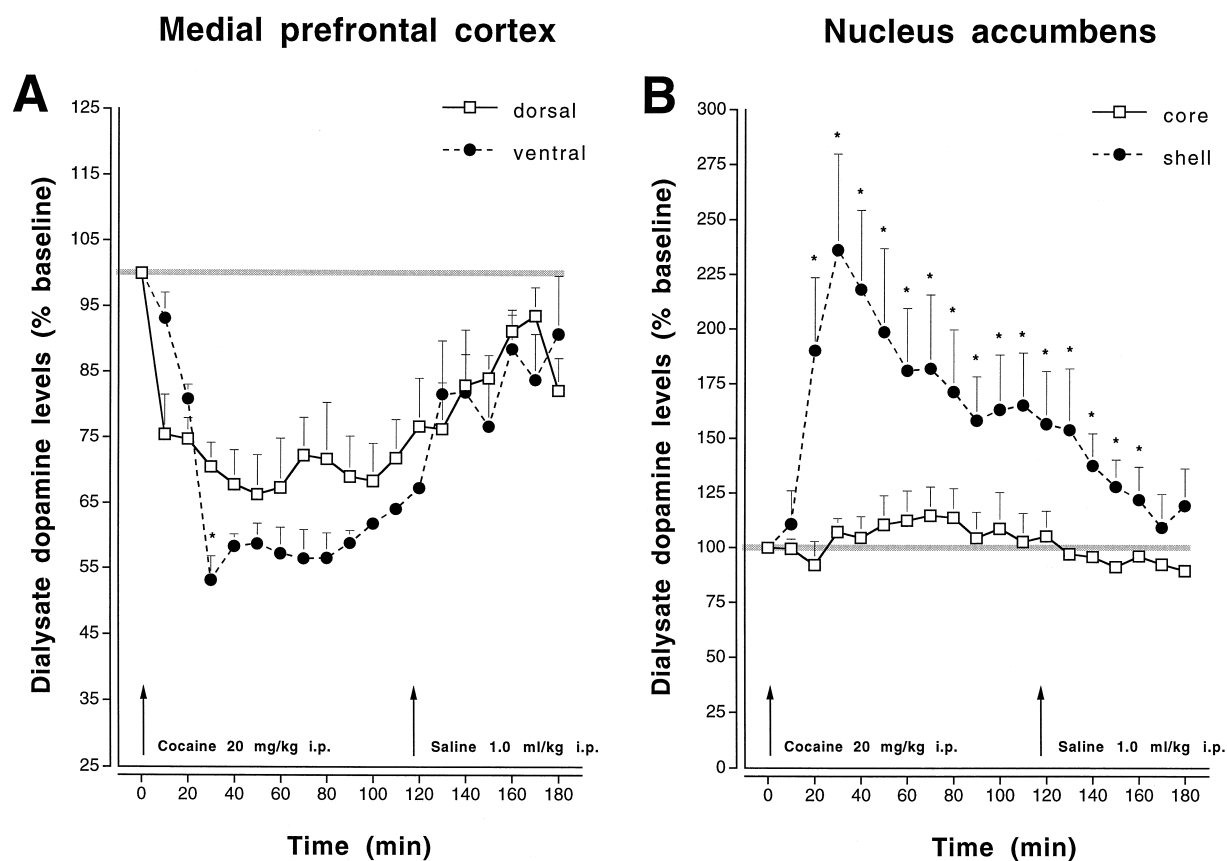 Medial prefrontal cortex
Nucleus accumbens
A
dorsal
ventral
Dialysate dopamine levels (% baseline)
125
115
105
95
85
75
65
55
45
35
25
*
Cocaine 20 mg/kg i.p.
Saline 1.0 ml/kg i.p.
0 20 40 60 80 100 120 140 160 180
Time (min)
B
core
shell
Dialysate dopamine levels (% baseline)
300
275
250
225
200
175
150
125
100
75
50
25
0
* * * * * * * * * * * * * * *
Cocaine 20 mg/kg i.p.
Saline 1.0 ml/kg i.p.
0 20 40 60 80 100 120 140 160 180
Time (min)